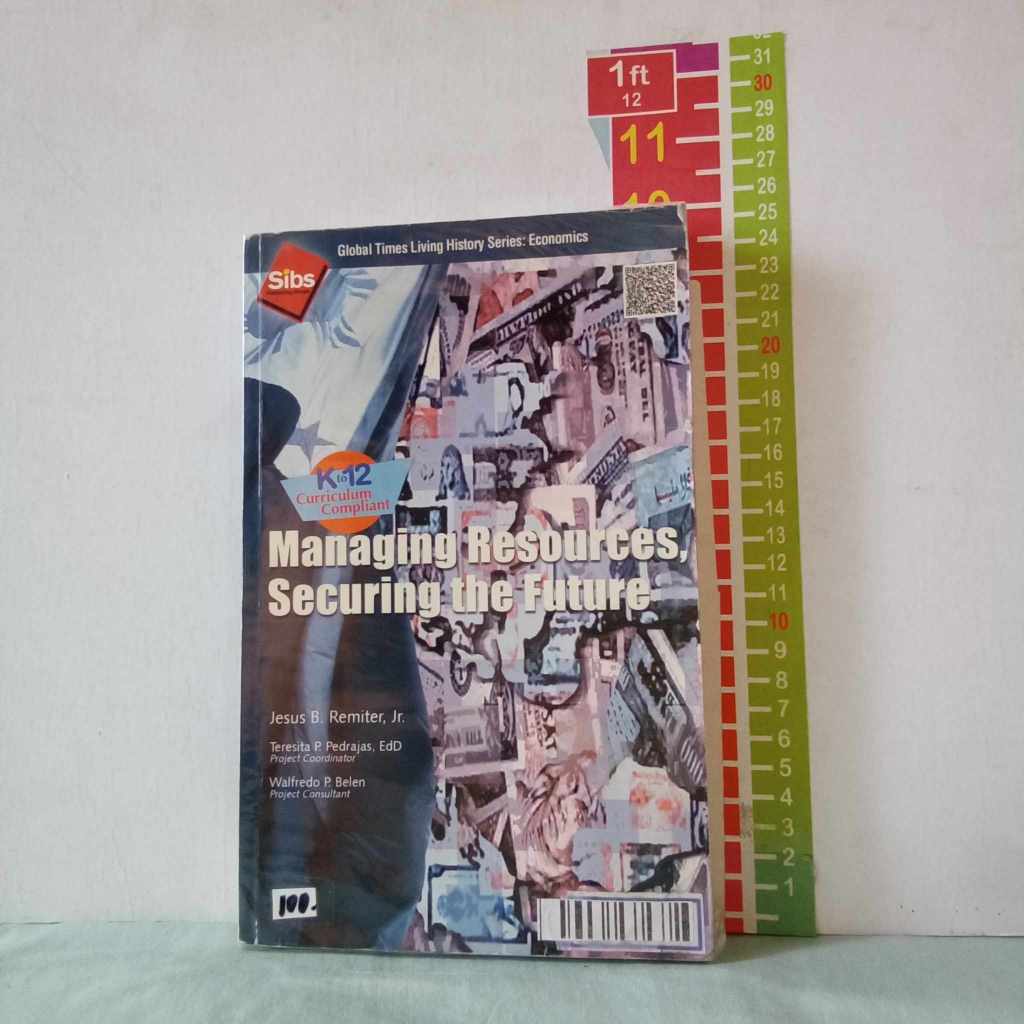 Global Times Living History Series: Economics
Sibs
K to 12
Curriculum
Compliant
Managing Resources,
Securing the Future
Jesus B. Remiter, Jr.
Teresita P. Pedrajas, EdD
Project Coordinator
Walfredo P. Belen
Project Consultant
100.
1ft
12
11
10
32
31
30
29
28
27
26
25
24
23
22
21
20
19
18
17
16
15
14
13
12
11
10
9
8
7
6
5
4
3
2
1